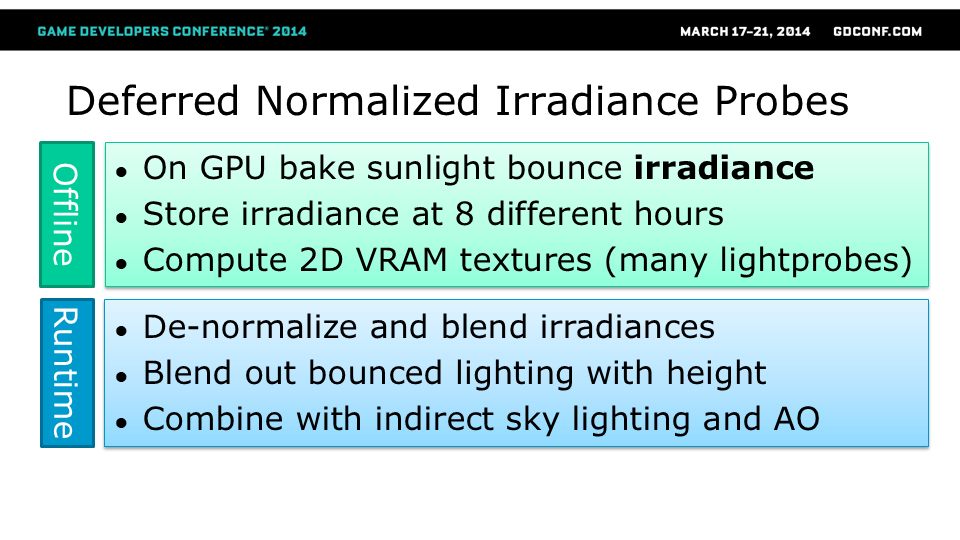 GAME DEVELOPERS CONFERENCE® 2014
MARCH 17–21, 2014 GDCONF.COM
Deferred Normalized Irradiance Probes
Offline
• On GPU bake sunlight bounce irradiance
• Store irradiance at 8 different hours
• Compute 2D VRAM textures (many lightprobes)
Runtime
• De-normalize and blend irradiances
• Blend out bounced lighting with height
• Combine with indirect sky lighting and AO